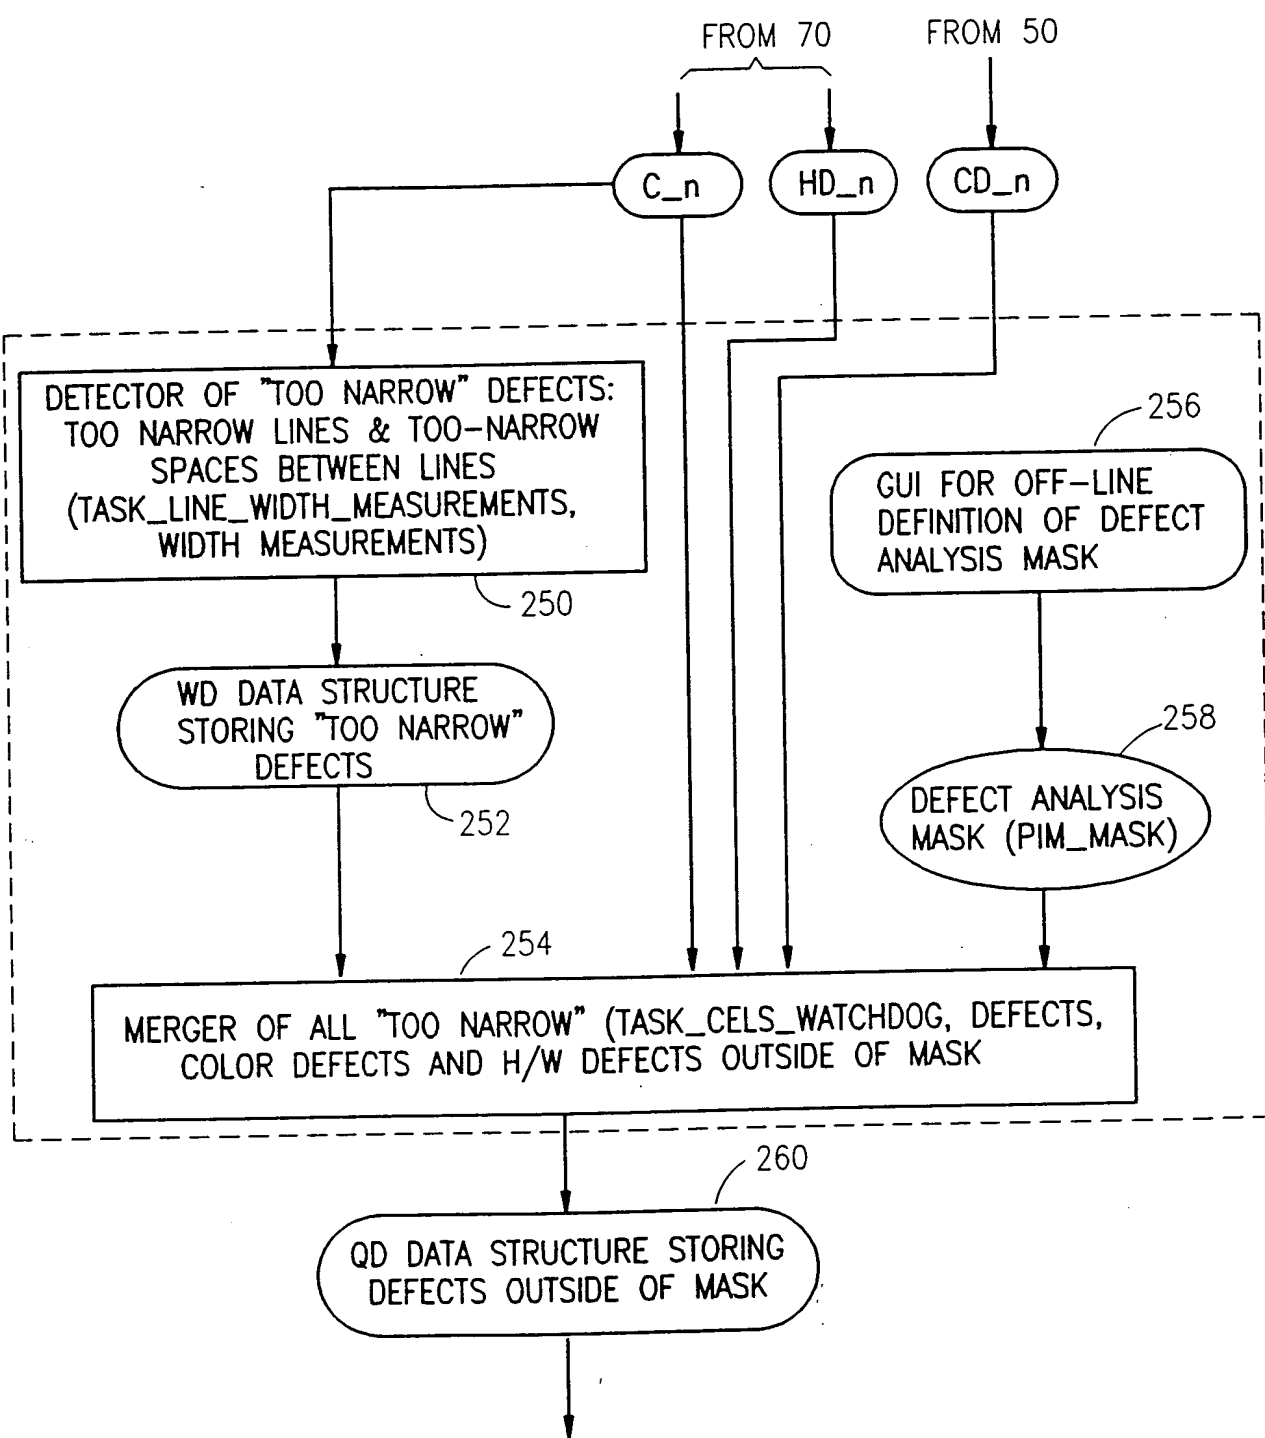 FROM 70
FROM 50
C_n
HD_n
CD_n
DETECTOR OF "TOO NARROW" DEFECTS:
TOO NARROW LINES & TOO-NARROW
SPACES BETWEEN LINES
(TASK_LINE_WIDTH_MEASUREMENTS,
WIDTH MEASUREMENTS)
250
256
GUI FOR OFF-LINE
DEFINITION OF DEFECT
ANALYSIS MASK
WD DATA STRUCTURE
STORING "TOO NARROW"
DEFECTS
252
258
DEFECT ANALYSIS
MASK (PIM_MASK)
254
MERGER OF ALL "TOO NARROW" (TASK_CELS_WATCHDOG, DEFECTS,
COLOR DEFECTS AND H/W DEFECTS OUTSIDE OF MASK
260
QD DATA STRUCTURE STORING
DEFECTS OUTSIDE OF MASK